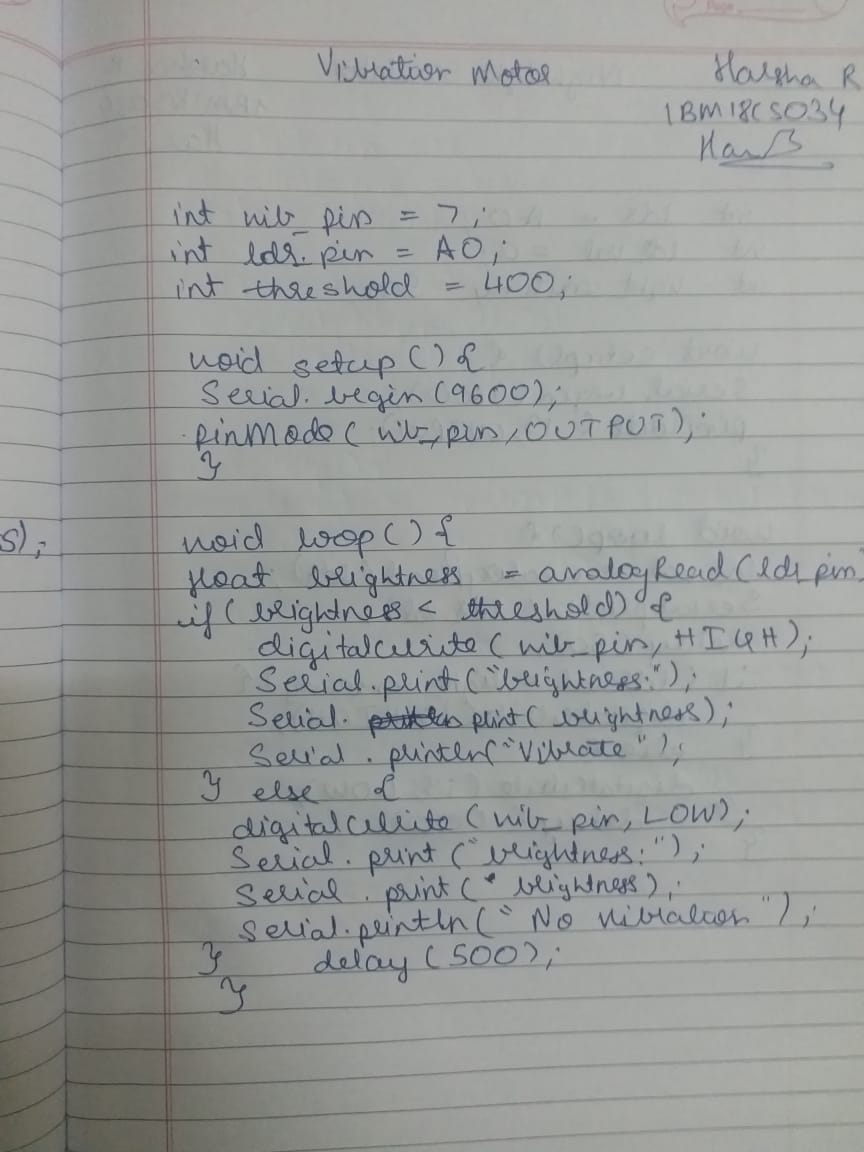 Vibration Motor
Harsha R
1BM18CS034
int vib_pin = 7;
int ldr_pin = A0;
int threshold = 400;
void setup() {
Serial.begin(9600);
pinMode(vib_pin, OUTPUT);
}
s);
void loop() {
float brightness = analogRead(ldr_pin
if(brightness < threshold) {
digitalWrite(vib_pin, HIGH);
Serial.print("brightness:");
Serial. print(brightness);
Serial.println("Vibrate");
} else {
digitalWrite(vib_pin, LOW);
Serial.print("brightness:");
Serial.print(brightness);
Serial.println("No vibration");
} delay(500);
}